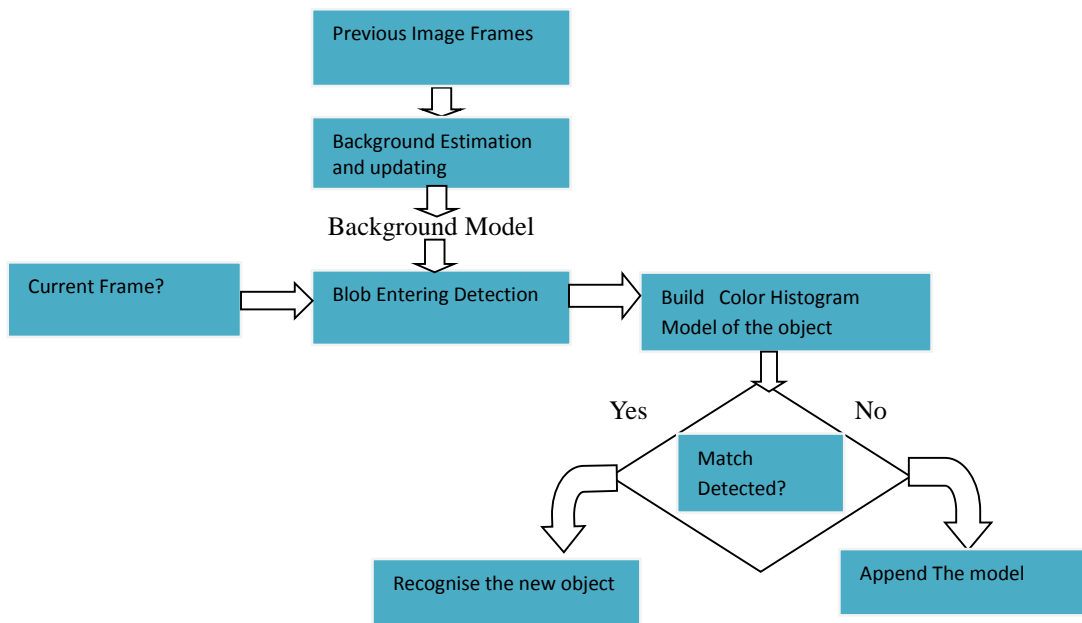 Previous Image Frames
Background Estimation
and updating
Background Model
Current Frame?
Blob Entering Detection
Build Color Histogram
Model of the object
Yes
No
Match
Detected?
Recognise the new object
Append The model